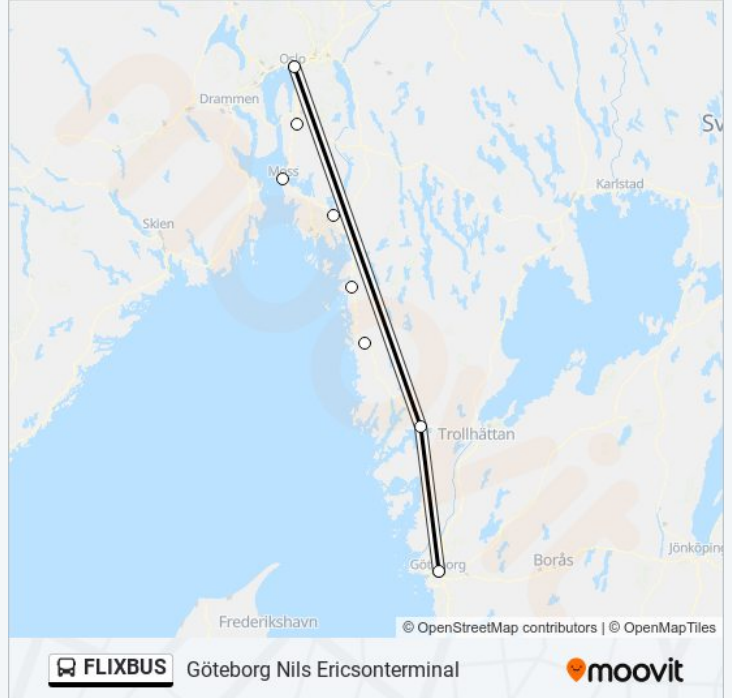 Oslo
Drammen
Sv
Moss
Karlstad
Skien
Trollhättan
Göteborg
Borås
Jönköping
Frederikshavn
© OpenStreetMap contributors | © OpenMapTiles
FLIXBUS Göteborg Nils Ericsonterminal moovit